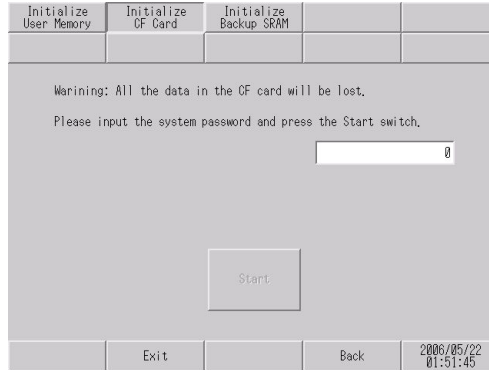 Initialize User Memory
Initialize CF Card
Initialize Backup SRAM
Warining: All the data in the CF card will be lost.
Please input the system password and press the Start switch.
0
Start
Exit
Back
2006/05/22
01:51:45